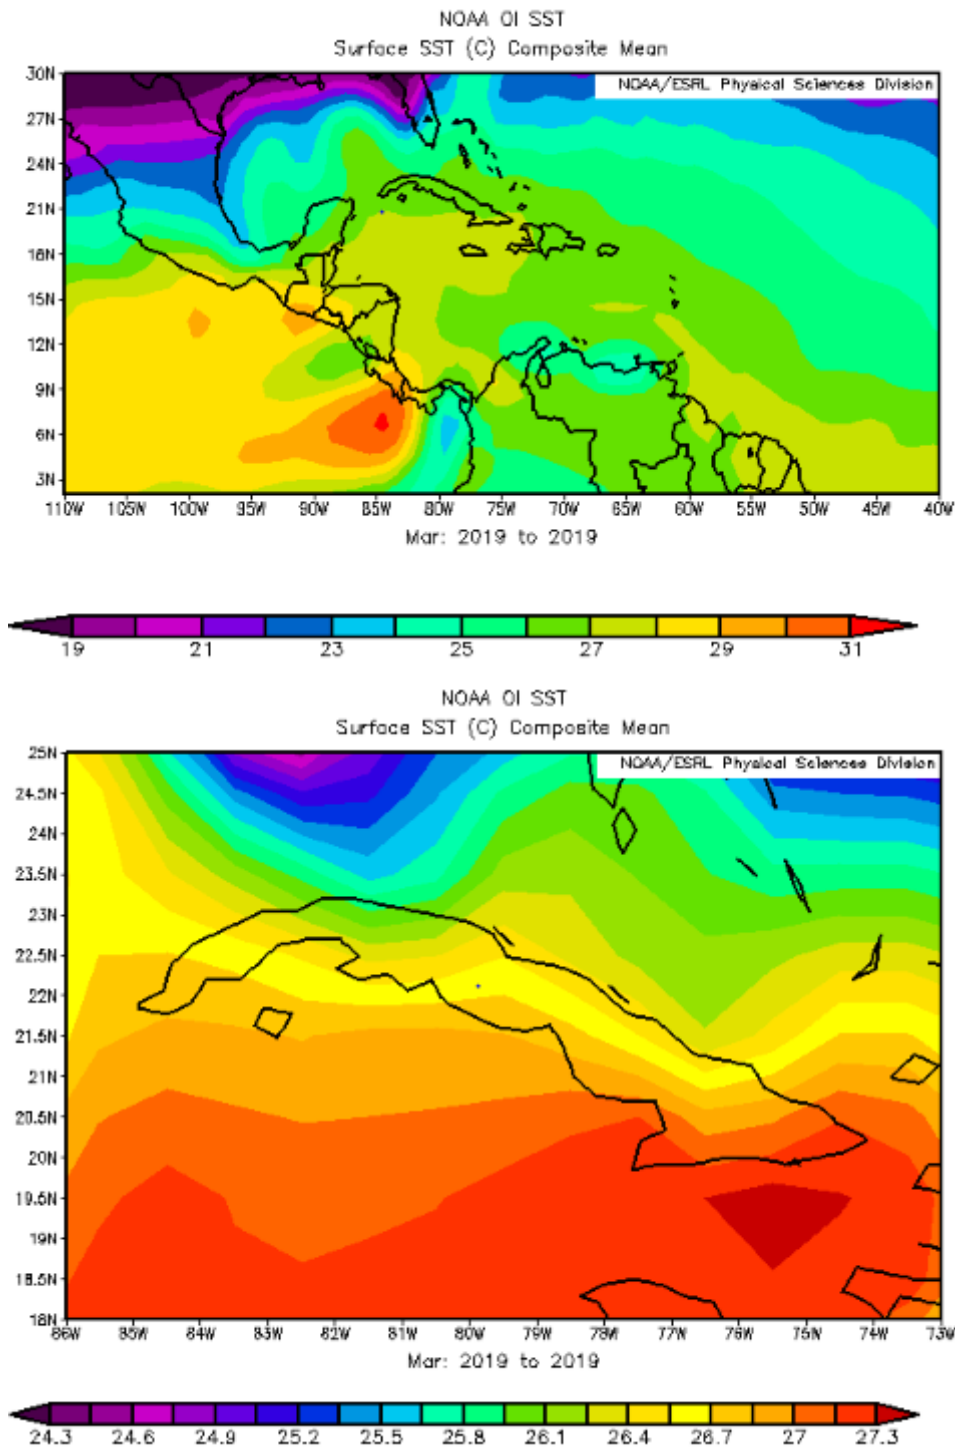 NOAA OI SST
Surface SST (C) Composite Mean
NOAA/ESRL Physical Sciences Division
30N
27N
24N
21N
18N
15N
12N
9N
6N
3N
110W 105W 100W 95W 90W 85W 80W 75W 70W 65W 60W 55W 50W 45W 40W
Mar: 2019 to 2019
19 21 23 25 27 29 31
NOAA OI SST
Surface SST (C) Composite Mean
NOAA/ESRL Physical Sciences Division
25N
24.5N
24N
23.5N
23N
22.5N
22N
21.5N
21N
20.5N
20N
19.5N
19N
18.5N
18N
86W 85W 84W 83W 82W 81W 80W 79W 78W 77W 76W 75W 74W 73W
Mar: 2019 to 2019
24.3 24.6 24.9 25.2 25.5 25.8 26.1 26.4 26.7 27 27.3